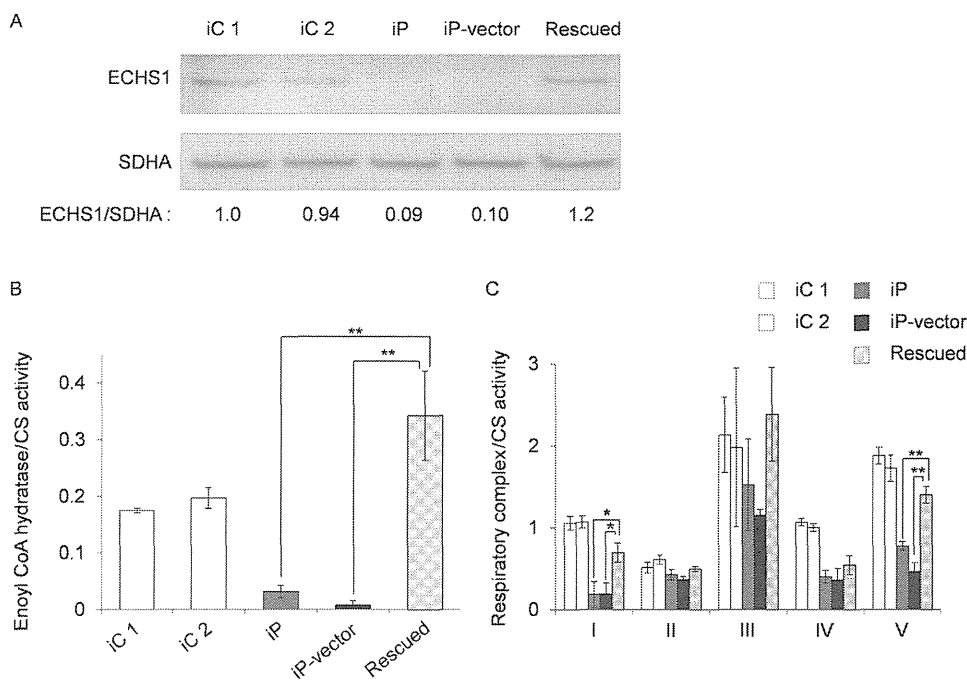 A
iC 1 iC 2 iP iP-vector Rescued
ECHS1
SDHA
ECHS1/SDHA : 1.0 0.94 0.09 0.10 1.2
B
Enoyl CoA hydratase/CS activity
0.4
0.3
0.2
0.1
0
**
**
iC 1 iC 2 iP iP-vector Rescued
C
iC 1 iP
iC 2 iP-vector
Rescued
Respiratory complex/CS activity
3
2
1
0
*
*
**
**
I II III IV V